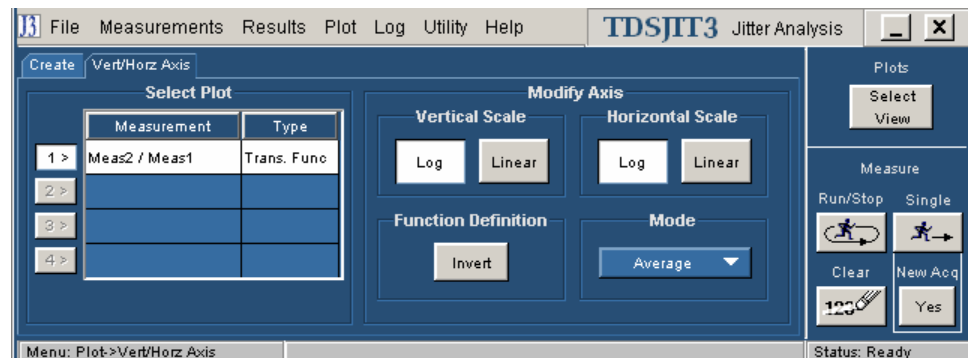 J3 File Measurements Results Plot Log Utility Help TDSJIT3 Jitter Analysis
Create Vert/Horz Axis
Select Plot
Measurement Type
1 > Meas2 / Meas1 Trans. Func
2 >
3 >
4 >
Modify Axis
Vertical Scale
Log Linear
Horizontal Scale
Log Linear
Function Definition
Invert
Mode
Average
Plots
Select
View
Measure
Run/Stop Single
Clear New Acq
123 Yes
Menu: Plot->Vert/Horz Axis Status: Ready